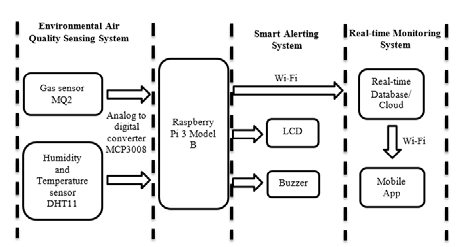 Environmental Air
Quality Sensing System
Smart Alerting
System
Real-time Monitoring
System
Gas sensor
MQ2
Analog to
digital
converter
MCP3008
Humidity
and
Temperature
sensor
DHT11
Raspberry
Pi 3 Model
B
Wi-Fi
LCD
Buzzer
Real-time
Database/
Cloud
Wi-Fi
Mobile
App